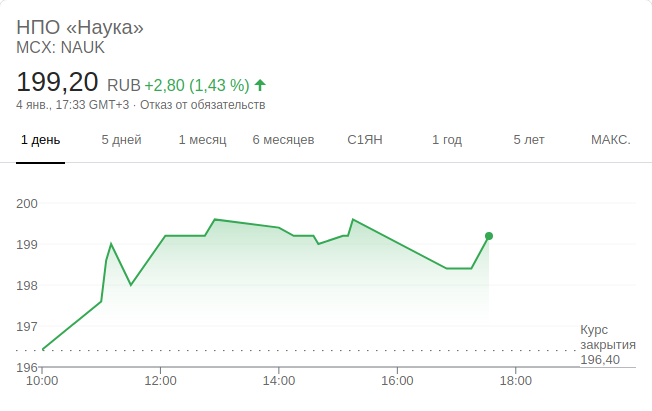 НПО «Наука»
MCX: NAUK
199,20 RUB +2,80 (1,43 %)
4 янв., 17:33 GMT+3 · Отказ от обязательств
1 день 5 дней 1 месяц 6 месяцев С1ЯН 1 год 5 лет МАКС.
200
199
198
197
Курс
закрытия
196,40
196
10:00 12:00 14:00 16:00 18:00